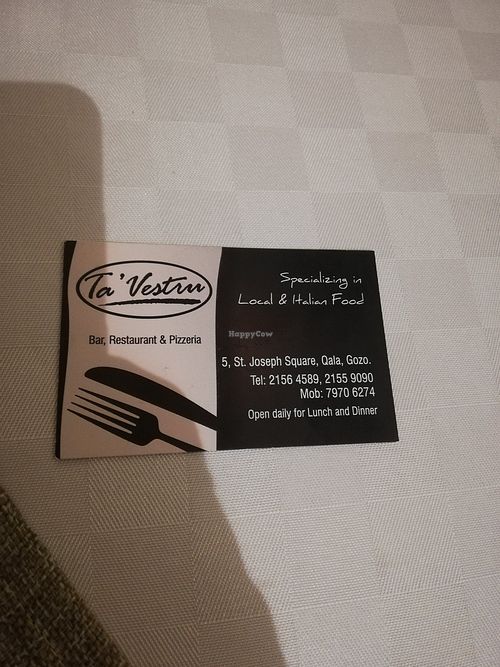 Ta' Vestru
Bar, Restaurant & Pizzeria
Specializing in
Local & Italian Food
HappyCow
5, St. Joseph Square, Qala, Gozo.
Tel: 2156 4589, 2155 9090
Mob: 7970 6274
Open daily for Lunch and Dinner